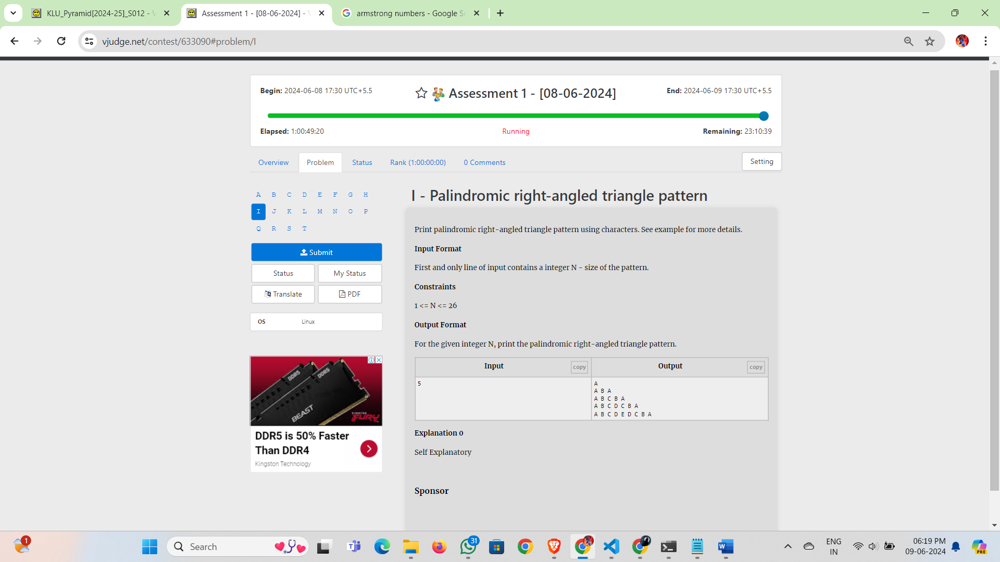 KLU_Pyramid[2024-25]_S012 -
Assessment 1 - [08-06-2024] -
armstrong numbers - Google Se
vjudge.net/contest/633090#problem/I
Begin: 2024-06-08 17:30 UTC+5.5
Assessment 1 - [08-06-2024]
End: 2024-06-09 17:30 UTC+5.5
Elapsed: 1:00:49:20
Running
Remaining: 23:10:39
Overview
Problem
Status
Rank (1:00:00:00)
0 Comments
Setting
A B C D E F G H
I J K L M N O P
Q R S T
Submit
Status
My Status
Translate
PDF
OS Linux
DDR5
DDR5
BEAST
FURY
DDR5 is 50% Faster
Than DDR4
Kingston Technology
I - Palindromic right-angled triangle pattern
Print palindromic right-angled triangle pattern using characters. See example for more details.
Input Format
First and only line of input contains a integer N - size of the pattern.
Constraints
1 <= N <= 26
Output Format
For the given integer N, print the palindromic right-angled triangle pattern.
Input
copy
Output
copy
5
A
A B A
A B C B A
A B C D C B A
A B C D E D C B A
Explanation 0
Self Explanatory
Sponsor
1
Search
31
ENG
IN
06:19 PM
09-06-2024
PRE